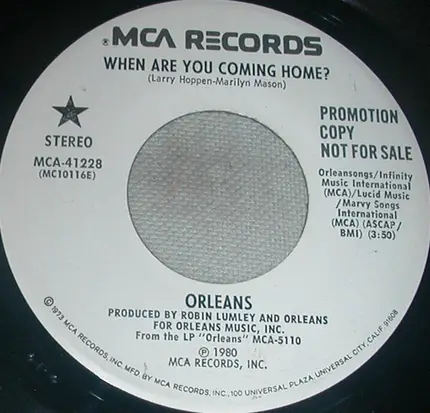 ®MCA RECORDS
WHEN ARE YOU COMING HOME?
(Larry Hoppen-Marilyn Mason)
STEREO
MCA-41228
(MC10116E)
PROMOTION
COPY
NOT FOR SALE
Orleansongs/Infinity
Music International
(MCA)/Lucid Music
/Marvy Songs
International
(MCA) (ASCAP/
BMI) (3:50)
ORLEANS
PRODUCED BY ROBIN LUMLEY AND ORLEANS
FOR ORLEANS MUSIC, INC.
From the LP "Orleans" MCA-5110
℗ 1980
MCA RECORDS, INC.
©1973 MCA RECORDS, INC. MFD BY MCA RECORDS, INC., 100 UNIVERSAL PLAZA, UNIVERSAL CITY, CALIF. 91608